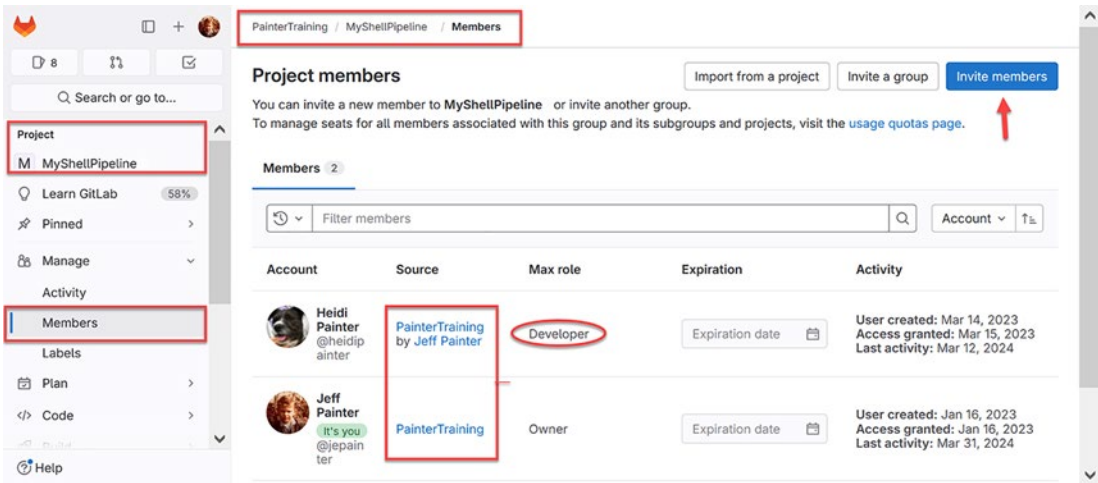 PainterTraining / MyShellPipeline / Members
8
Search or go to...
Project
M MyShellPipeline
Learn GitLab 58%
Pinned
Manage
Activity
Members
Labels
Plan
Code
Build
Help
Project members
Import from a project
Invite a group
Invite members
You can invite a new member to MyShellPipeline or invite another group.
To manage seats for all members associated with this group and its subgroups and projects, visit the usage quotas page.
Members 2
Filter members
Account
Account Source Max role Expiration Activity
Heidi
Painter
@heidip
ainter
PainterTraining
by Jeff Painter
Developer
Expiration date
User created: Mar 14, 2023
Access granted: Mar 15, 2023
Last activity: Mar 12, 2024
Jeff
Painter
It's you
@jepain
ter
PainterTraining
Owner
Expiration date
User created: Jan 16, 2023
Access granted: Jan 16, 2023
Last activity: Mar 31, 2024